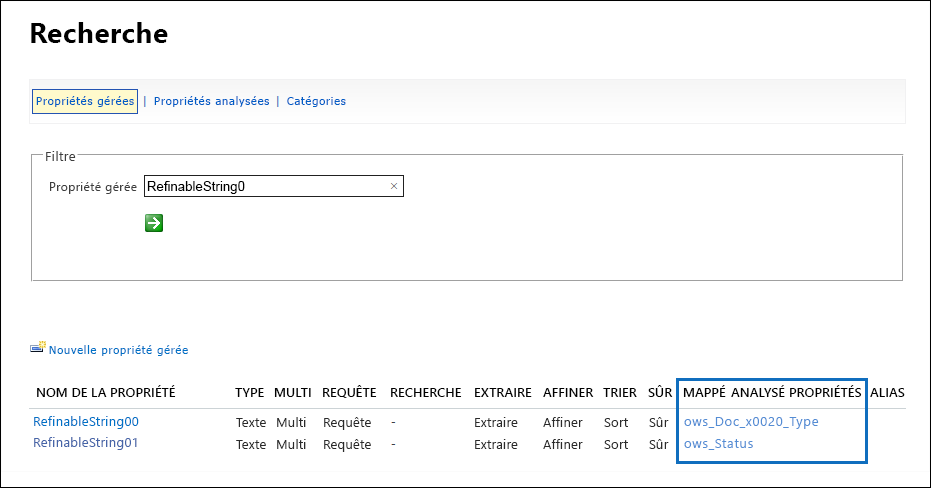 Recherche
Propriétés gérées | Propriétés analysées | Catégories
Filtre
Propriété gérée RefinableString0 ×
Nouvelle propriété gérée
NOM DE LA PROPRIÉTÉ TYPE MULTI REQUÊTE RECHERCHE EXTRAIRE AFFINER TRIER SÛR MAPPÉ ANALYSÉ PROPRIÉTÉS ALIAS
RefinableString00 Texte Multi Requête - Extraire Affiner Sort Sûr ows_Doc_x0020_Type
RefinableString01 Texte Multi Requête - Extraire Affiner Sort Sûr ows_Status